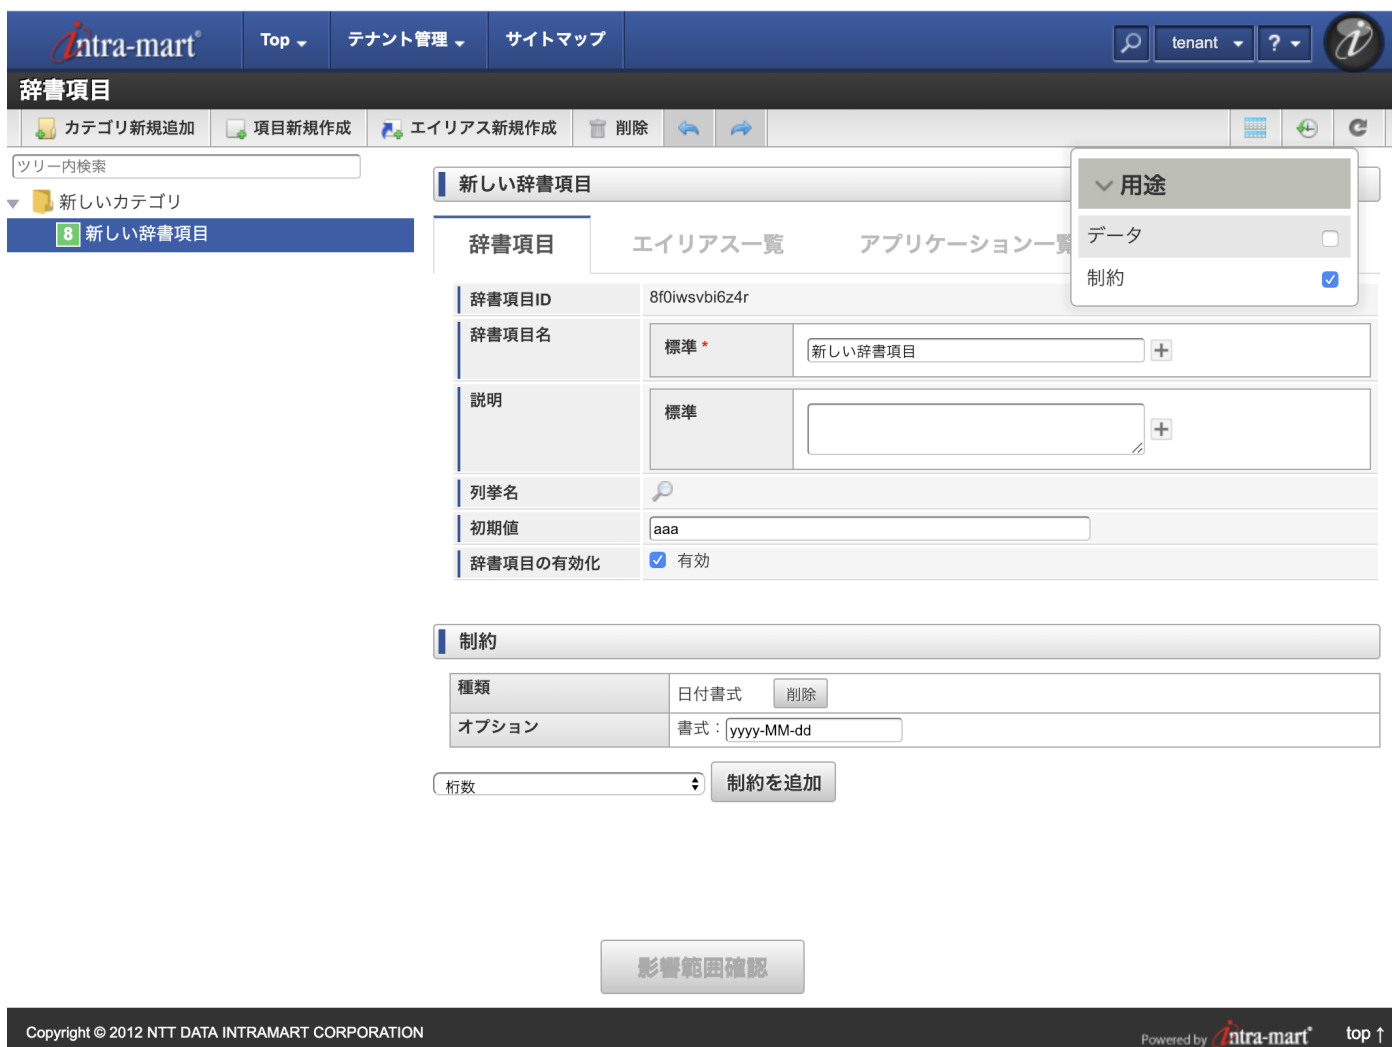 intra-mart®
Top
テナント管理
サイトマップ
tenant
?
辞書項目
カテゴリ新規追加
項目新規作成
エイリアス新規作成
削除
ツリー内検索
新しいカテゴリ
8 新しい辞書項目
新しい辞書項目
用途
データ
制約
辞書項目
エイリアス一覧
アプリケーション一覧
辞書項目ID
8f0iwsvbi6z4r
辞書項目名
標準 *
新しい辞書項目
説明
標準
列挙名
初期値
aaa
辞書項目の有効化
有効
制約
種類
日付書式
削除
オプション
書式：
yyyy-MM-dd
桁数
制約を追加
影響範囲確認
Copyright © 2012 NTT DATA INTRAMART CORPORATION
Powered by intra-mart®
top ↑